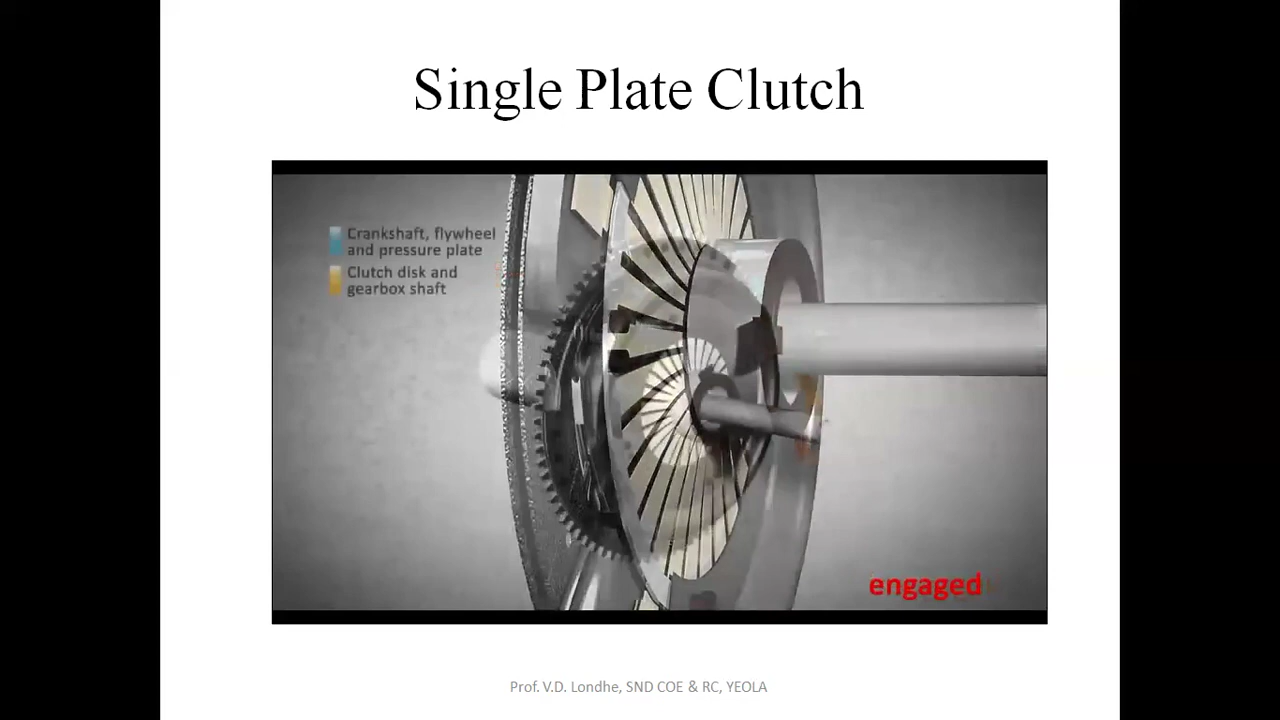 Single Plate Clutch
Crankshaft, flywheel
and pressure plate
Clutch disk and
gearbox shaft
engaged
Prof. V.D. Londhe, SND COE & RC, YEOLA